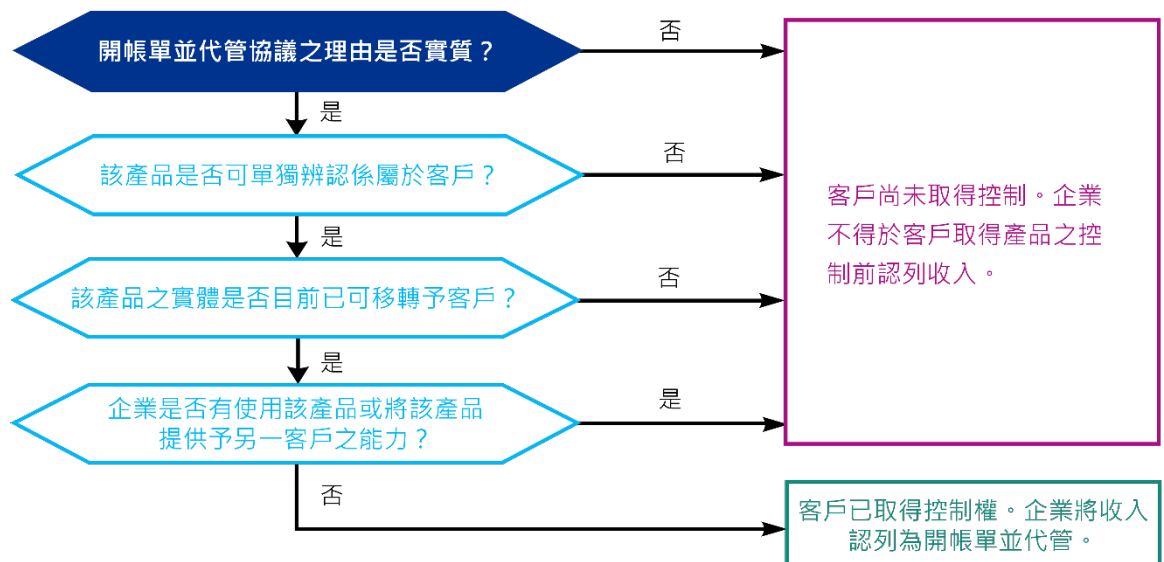 開帳單並代管協議之理由是否實質？
否
是
該產品是否可單獨辨認係屬於客戶？
否
是
該產品之實體是否目前已可移轉予客戶？
否
是
企業是否有使用該產品或將該產品
提供予另一客戶之能力？
是
否
客戶尚未取得控制。企業
不得於客戶取得產品之控
制前認列收入。
客戶已取得控制權。企業將收入
認列為開帳單並代管。